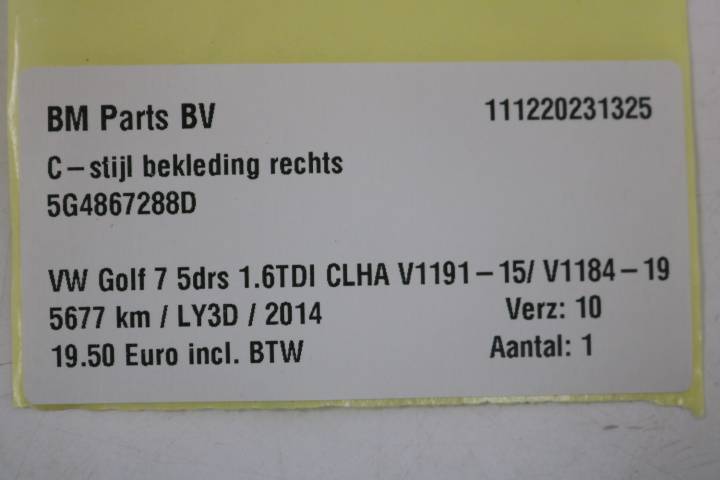 BM Parts BV 111220231325
C-stijl bekleding rechts
5G4867288D
VW Golf 7 5drs 1.6TDI CLHA V1191-15/ V1184-19
5677 km / LY3D / 2014 Verz: 10
19.50 Euro incl. BTW Aantal: 1